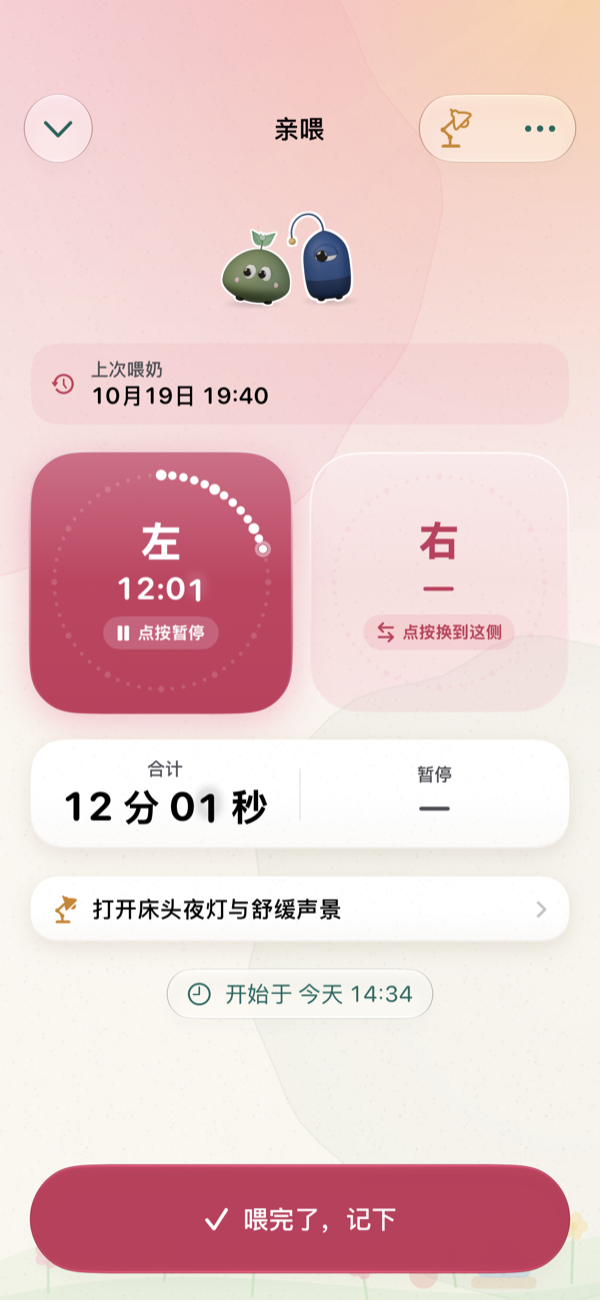 亲喂
上次喂奶
10月19日 19:40
左
12:01
点按暂停
右
—
点按换到这侧
合计
12 分 01 秒
暂停
—
打开床头夜灯与舒缓声景
开始于 今天 14:34
喂完了，记下